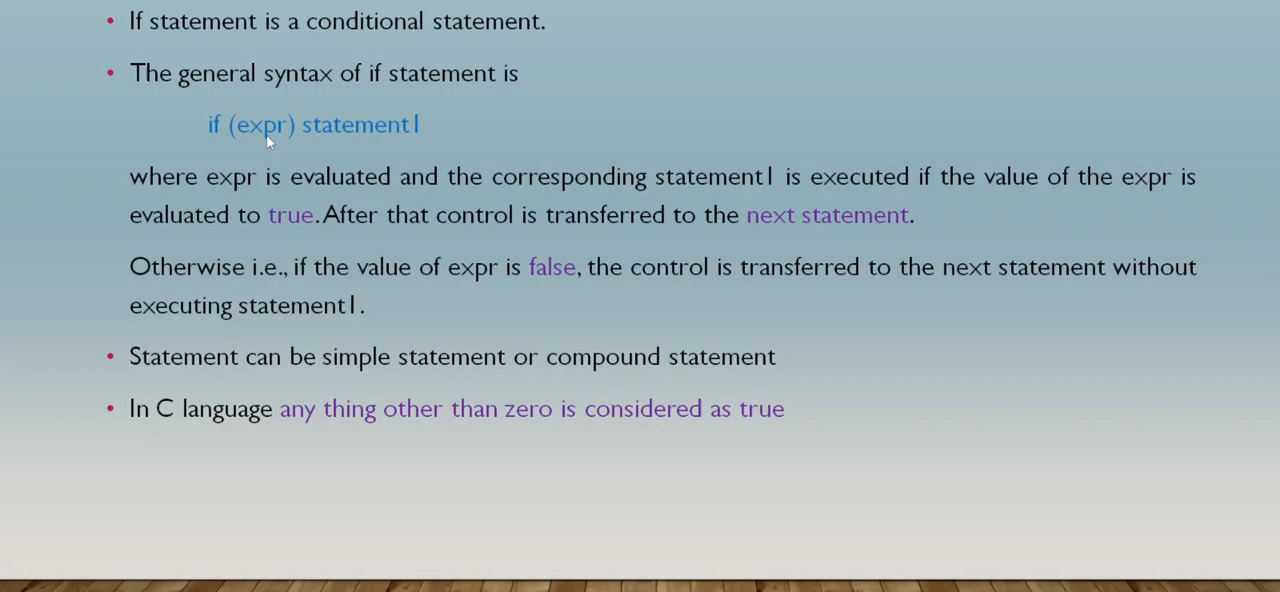 • If statement is a conditional statement.
• The general syntax of if statement is
if (expr) statement1
where expr is evaluated and the corresponding statement1 is executed if the value of the expr is
evaluated to true. After that control is transferred to the next statement.
Otherwise i.e., if the value of expr is false, the control is transferred to the next statement without
executing statement1.
• Statement can be simple statement or compound statement
• In C language any thing other than zero is considered as true